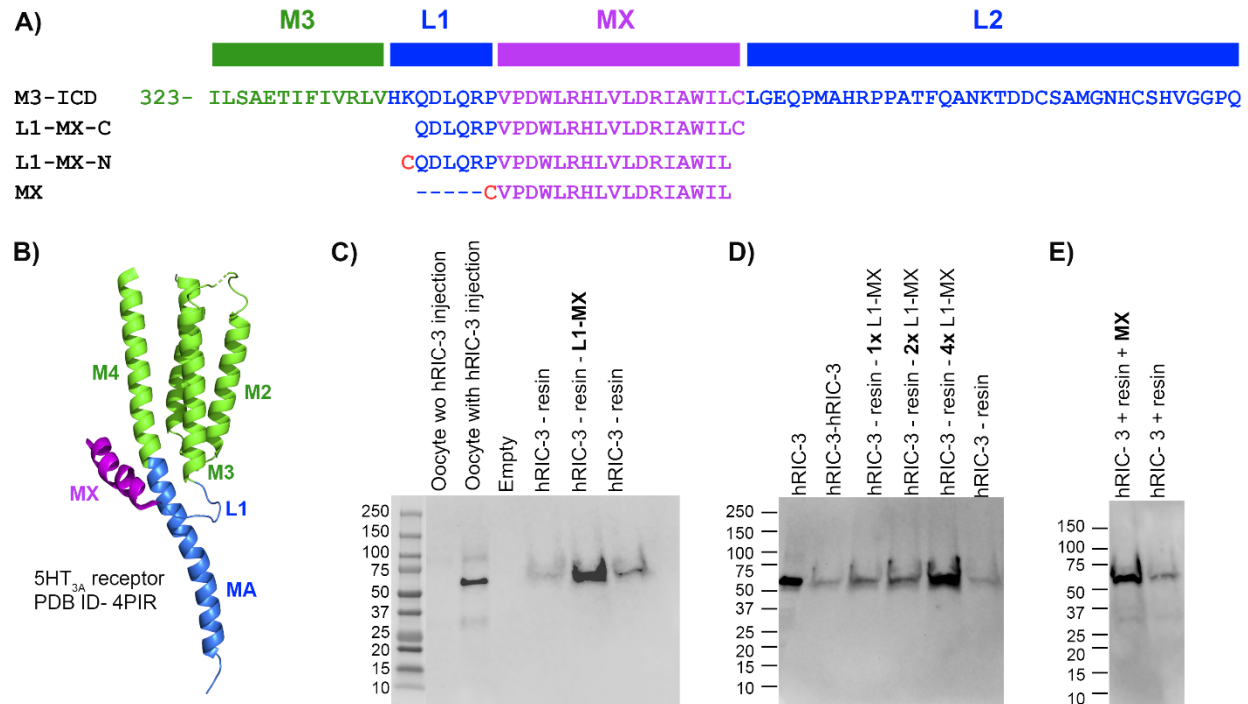 A)
M3 L1 MX L2
M3-ICD 323- ILSAETIFIVRLVHKQDLQRPVPDWLRHLVLDRIAWILCLGEQPMAHRPPATFQANKTDDCSAMGNHCSHVGGPQ
L1-MX-C QDLQRPVPDWLRHLVLDRIAWILC
L1-MX-N CQDLQRPVPDWLRHLVLDRIAWIL
MX -----CVPDWLRHLVLDRIAWIL
B)
M4
M2
M3
MX
L1
MA
5HT3A receptor
PDB ID- 4PIR
C)
Oocyte wo hRIC-3 injection
Oocyte with hRIC-3 injection
Empty
hRIC-3 - resin
hRIC-3 - resin - L1-MX
hRIC-3 - resin
250
150
100
75
50
37
25
20
15
10
D)
hRIC-3
hRIC-3-hRIC-3
hRIC-3 - resin - 1x L1-MX
hRIC-3 - resin - 2x L1-MX
hRIC-3 - resin - 4x L1-MX
hRIC-3 - resin
250
150
100
75
50
37
25
20
15
10
E)
hRIC- 3 + resin + MX
hRIC- 3 + resin
150
100
75
50
37
25
20
15
10